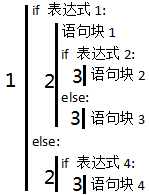 if 表达式 1:
语句块 1
if 表达式 2:
3 语句块 2
2 else:
3 语句块 3
1
else:
if 表达式 4:
2 3 语句块 4